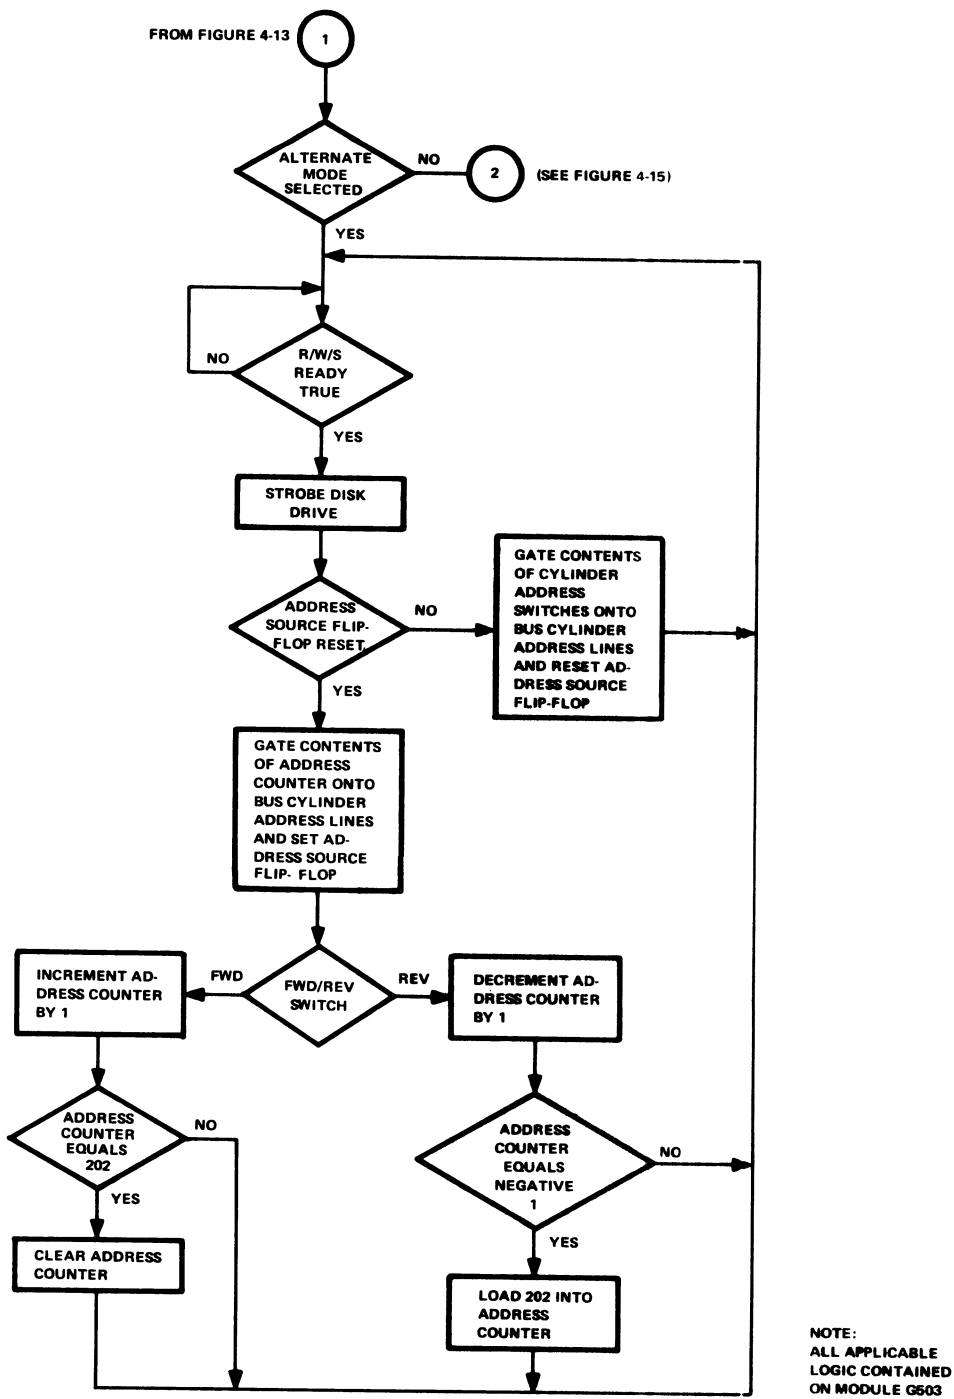 FROM FIGURE 4-13
1
ALTERNATE
MODE
SELECTED
NO
2
(SEE FIGURE 4-15)
YES
R/W/S
READY
TRUE
NO
YES
STROBE DISK
DRIVE
ADDRESS
SOURCE FLIP-
FLOP RESET
NO
GATE CONTENTS
OF CYLINDER
ADDRESS
SWITCHES ONTO
BUS CYLINDER
ADDRESS LINES
AND RESET AD-
DRESS SOURCE
FLIP-FLOP
YES
GATE CONTENTS
OF ADDRESS
COUNTER ONTO
BUS CYLINDER
ADDRESS LINES
AND SET AD-
DRESS SOURCE
FLIP- FLOP
FWD/REV
SWITCH
FWD
REV
INCREMENT AD-
DRESS COUNTER
BY 1
DECREMENT AD-
DRESS COUNTER
BY 1
ADDRESS
COUNTER
EQUALS
202
NO
YES
CLEAR ADDRESS
COUNTER
ADDRESS
COUNTER
EQUALS
NEGATIVE
1
NO
YES
LOAD 202 INTO
ADDRESS
COUNTER
NOTE:
ALL APPLICABLE
LOGIC CONTAINED
ON MODULE G503